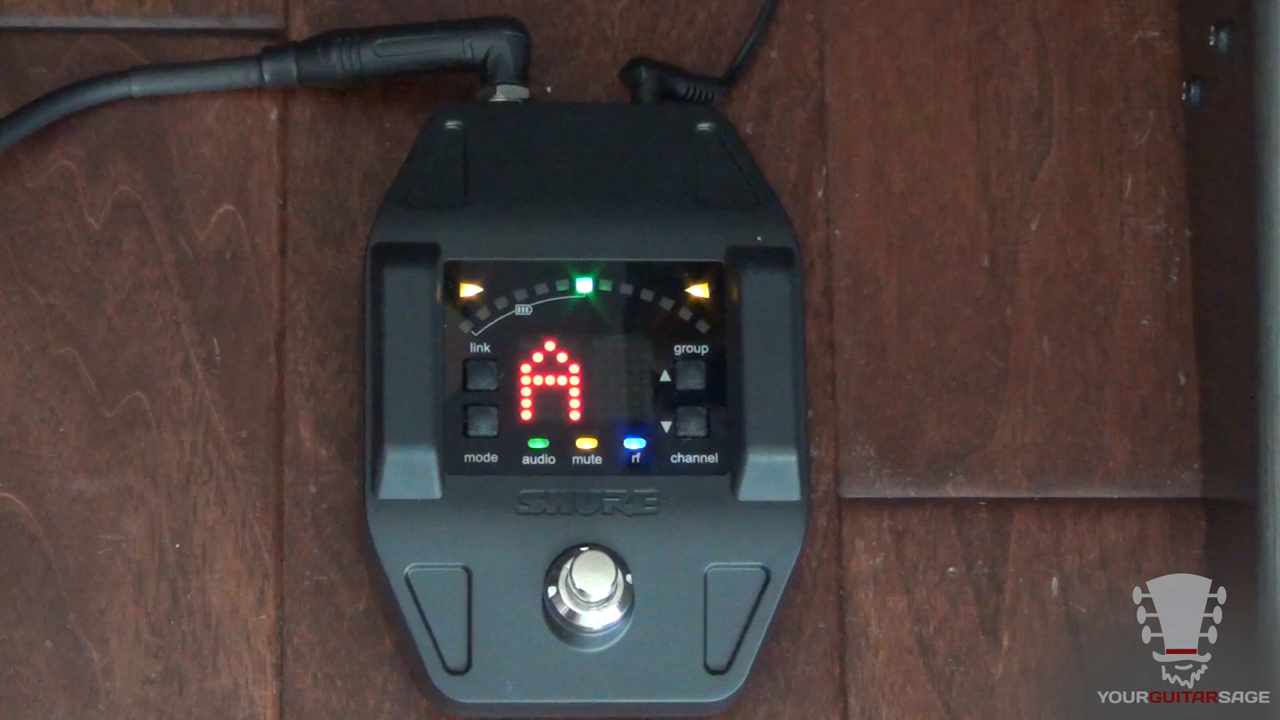 link
group
A
mode
audio
mute
rf
channel
SHURE
YOURGUITARSAGE